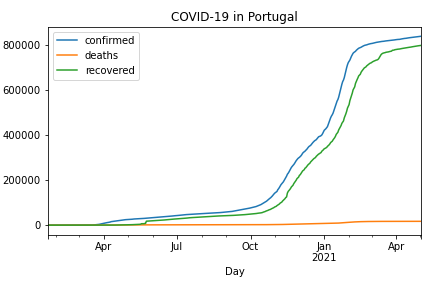 COVID-19 in Portugal
confirmed
deaths
recovered
800000
600000
400000
200000
0
Apr Jul Oct Jan Apr
2021
Day